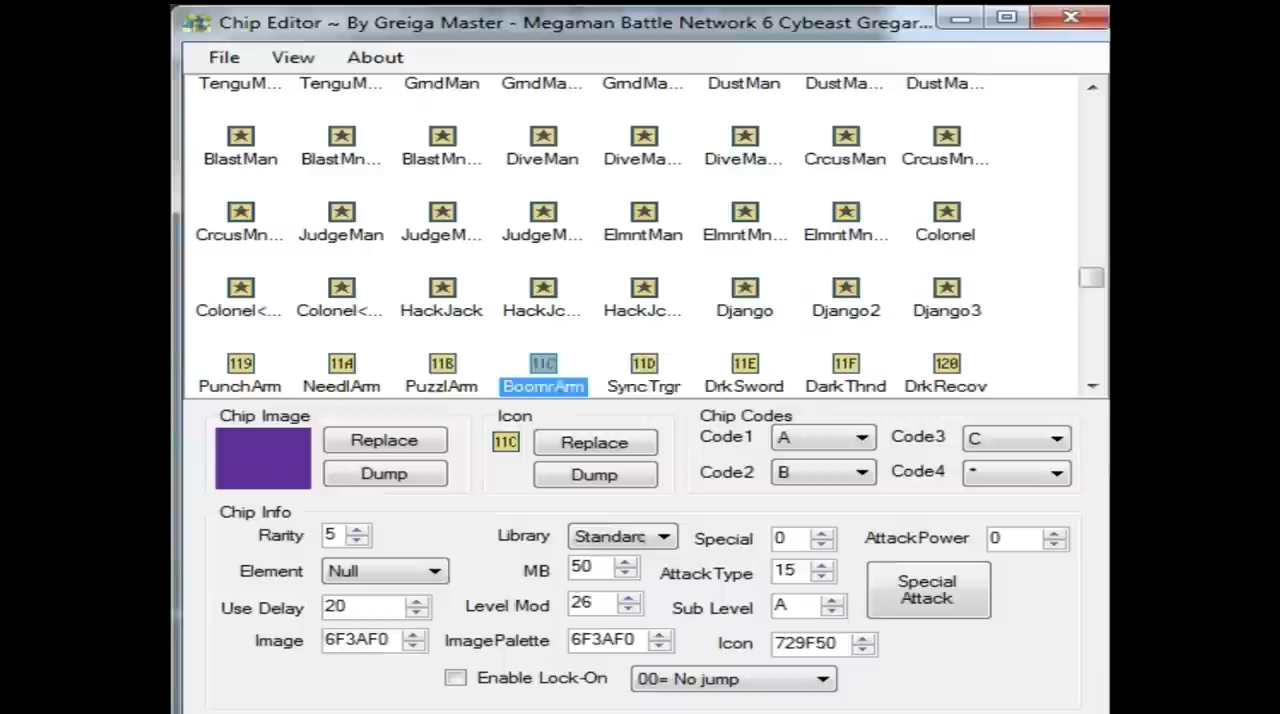 Chip Editor ~ By Greiga Master - Megaman Battle Network 6 Cybeast Gregar...
File View About
TenguM... TenguM... GrndMan GrndMa... GrndMa... DustMan DustMa... DustMa...
BlastMan BlastMn... BlastMn... DiveMan DiveMa... DiveMa... CrcusMan CrcusMn...
CrcusMn... JudgeMan JudgeM... JudgeM... ElmntMan ElmntMn... ElmntMn... Colonel
Colonel<... Colonel<... HackJack HackJc... HackJc... Django Django2 Django3
119 11A 11B 11C 11D 11E 11F 120
PunchArm NeedlArm PuzzlArm BoomrArm SyncTrgr DrkSword DarkThnd DrkRecov
Chip Image Icon Chip Codes
Replace 11C Replace Code1 A Code3 C
Dump Dump Code2 B Code4 *
Chip Info
Rarity 5 Library Standarc Special 0 AttackPower 0
Element Null MB 50 AttackType 15 Special Attack
Use Delay 20 Level Mod 26 Sub Level A
Image 6F3AF0 ImagePalette 6F3AF0 Icon 729F50
Enable Lock-On 00= No jump